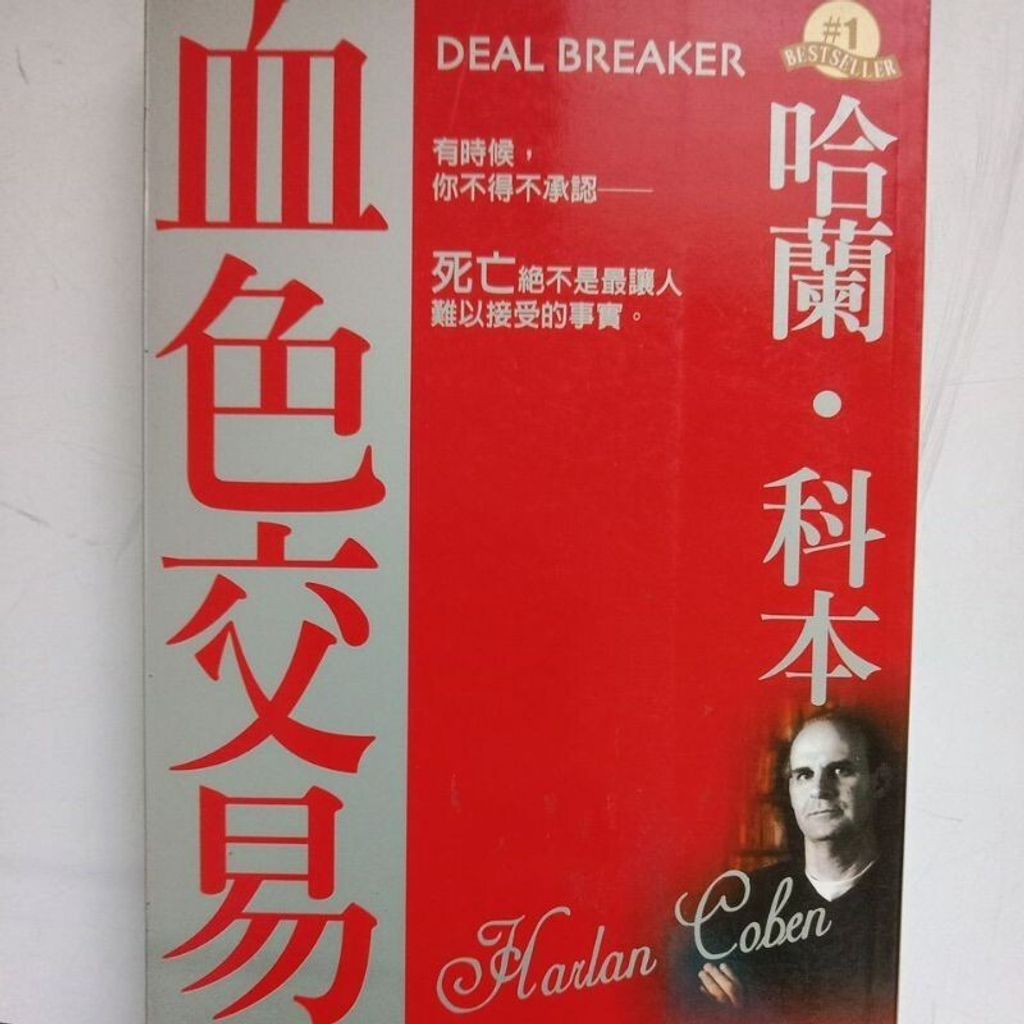 血色交易
DEAL BREAKER
#1
BESTSELLER
有時候，
你不得不承認——
死亡絕不是最讓人
難以接受的事實。
哈蘭・科本
Harlan Coben